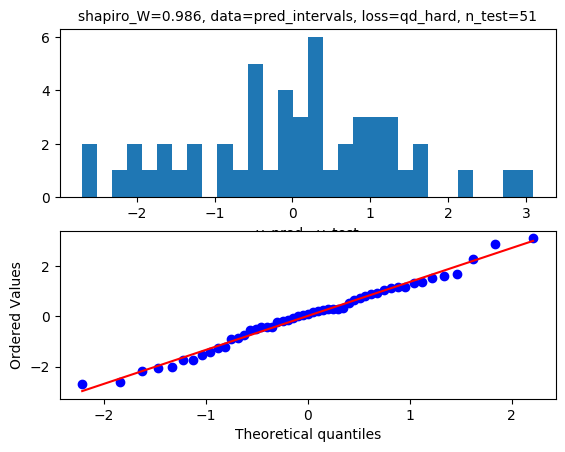 shapiro_W=0.986, data=pred_intervals, loss=qd_hard, n_test=51
6
4
2
0
−2 −1 0 1 2 3
2
0
−2
Ordered Values
−2 −1 0 1 2
Theoretical quantiles